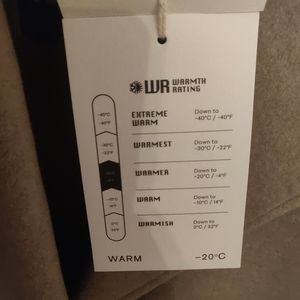 WR WARMTH RATING
-40°C
-40°F
EXTREME WARM
Down to
-40°C / -40°F
-30°C
-22°F
WARMEST
Down to
-30°C / -22°F
WARMER
Down to
-20°C / -4°F
-10°C
14°F
WARM
Down to
-10°C / 14°F
0°C
32°F
WARMISH
Down to
0°C / 32°F
WARM
-20°C